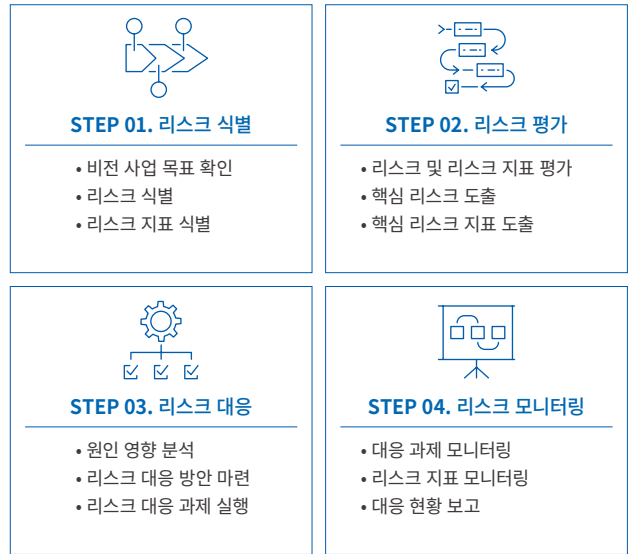 STEP 01. 리스크 식별
• 비전 사업 목표 확인
• 리스크 식별
• 리스크 지표 식별
STEP 02. 리스크 평가
• 리스크 및 리스크 지표 평가
• 핵심 리스크 도출
• 핵심 리스크 지표 도출
STEP 03. 리스크 대응
• 원인 영향 분석
• 리스크 대응 방안 마련
• 리스크 대응 과제 실행
STEP 04. 리스크 모니터링
• 대응 과제 모니터링
• 리스크 지표 모니터링
• 대응 현황 보고